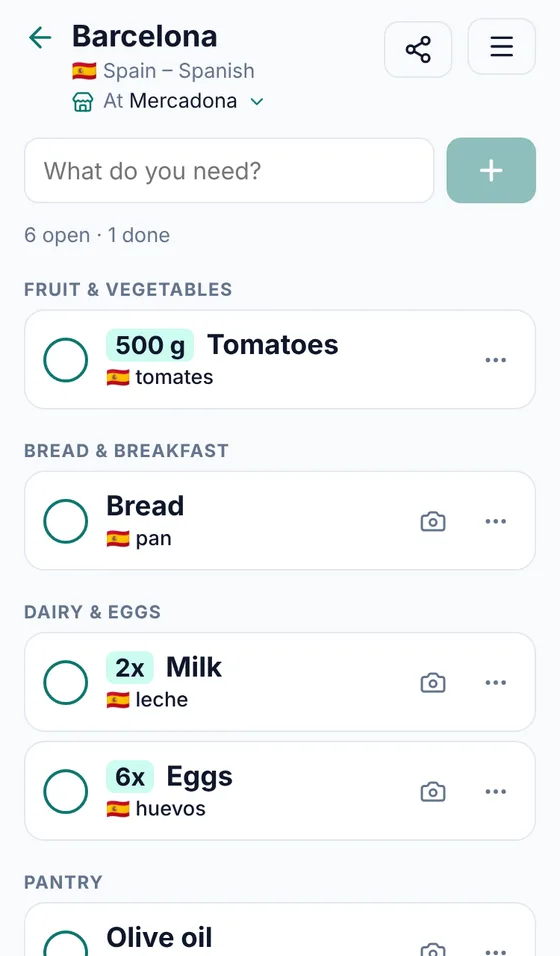 Barcelona
🇪🇸 Spain – Spanish
At Mercadona
What do you need?
6 open · 1 done
FRUIT & VEGETABLES
500 g Tomatoes
🇪🇸 tomates
BREAD & BREAKFAST
Bread
🇪🇸 pan
DAIRY & EGGS
2x Milk
🇪🇸 leche
6x Eggs
🇪🇸 huevos
PANTRY
Olive oil